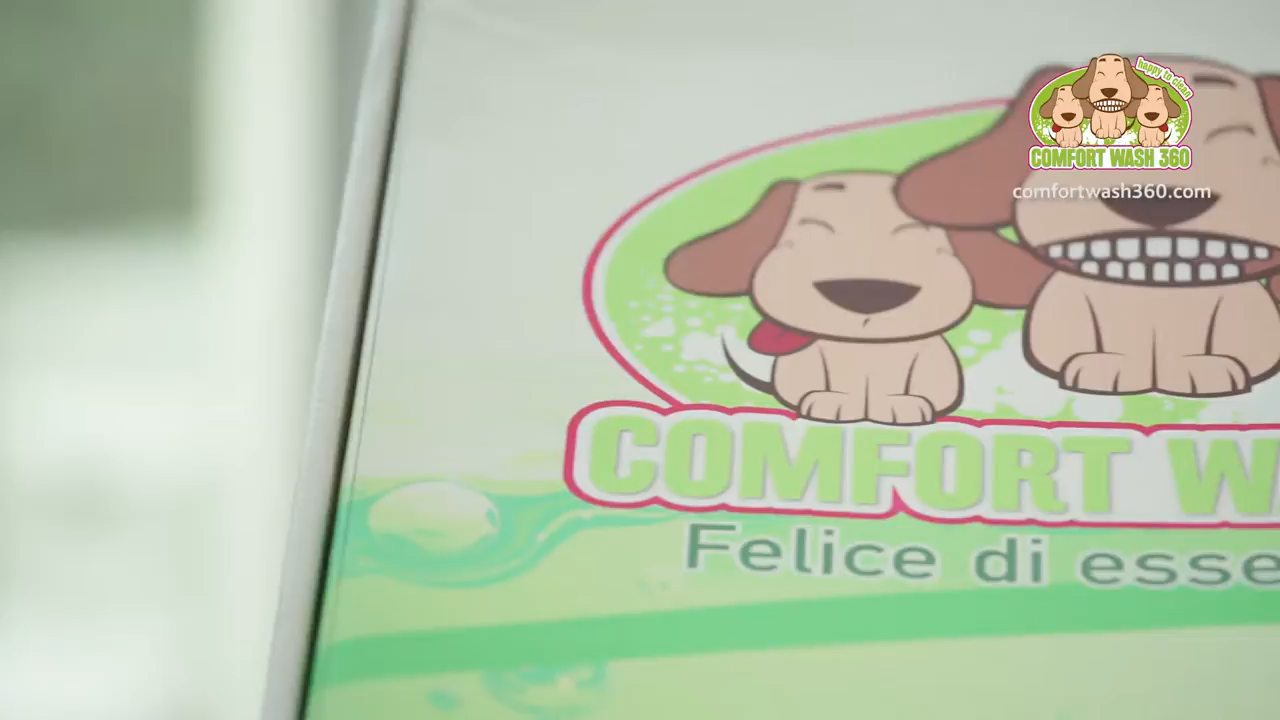 happy to clean
COMFORT WASH 360
comfortwash360.com
COMFORT W
Felice di esse